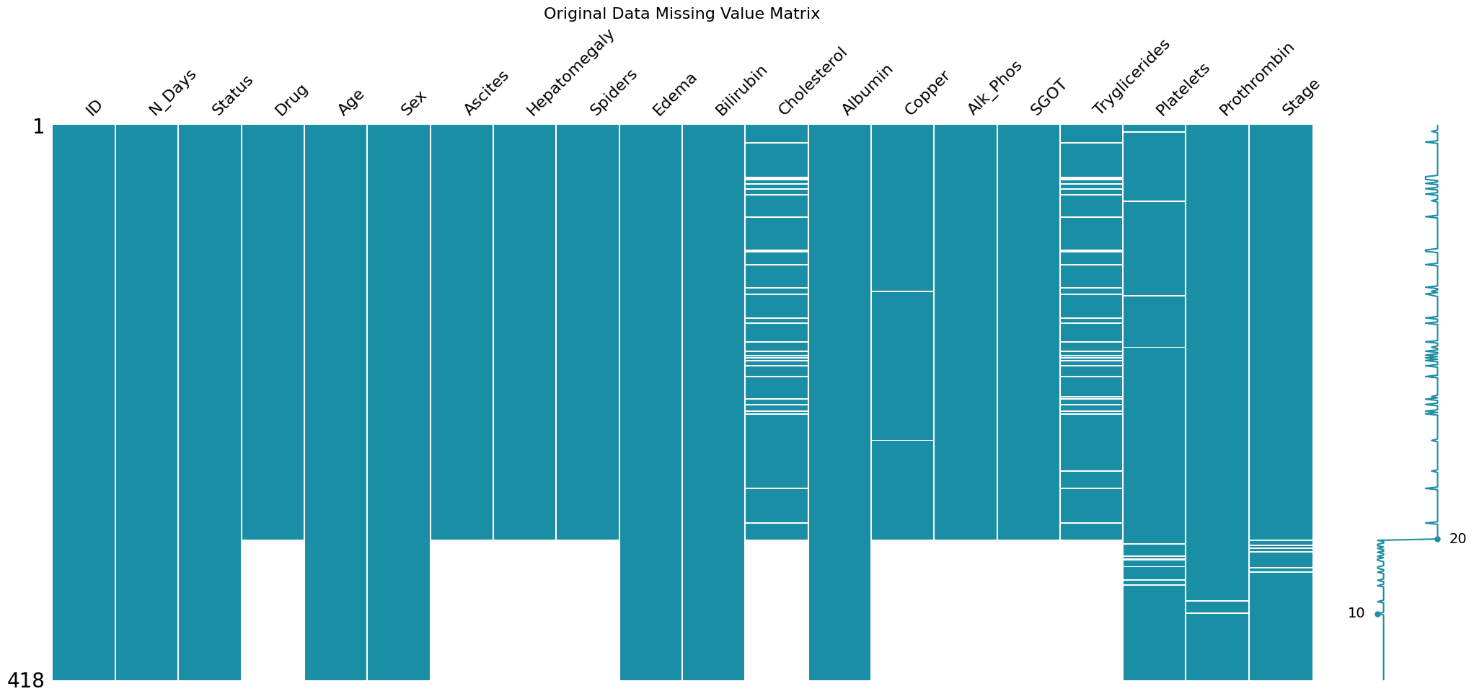 Original Data Missing Value Matrix
ID
N_Days
Status
Drug
Age
Sex
Ascites
Hepatomegaly
Spiders
Edema
Bilirubin
Cholesterol
Albumin
Copper
Alk_Phos
SGOT
Tryglicerides
Platelets
Prothrombin
Stage
1
20
10
418